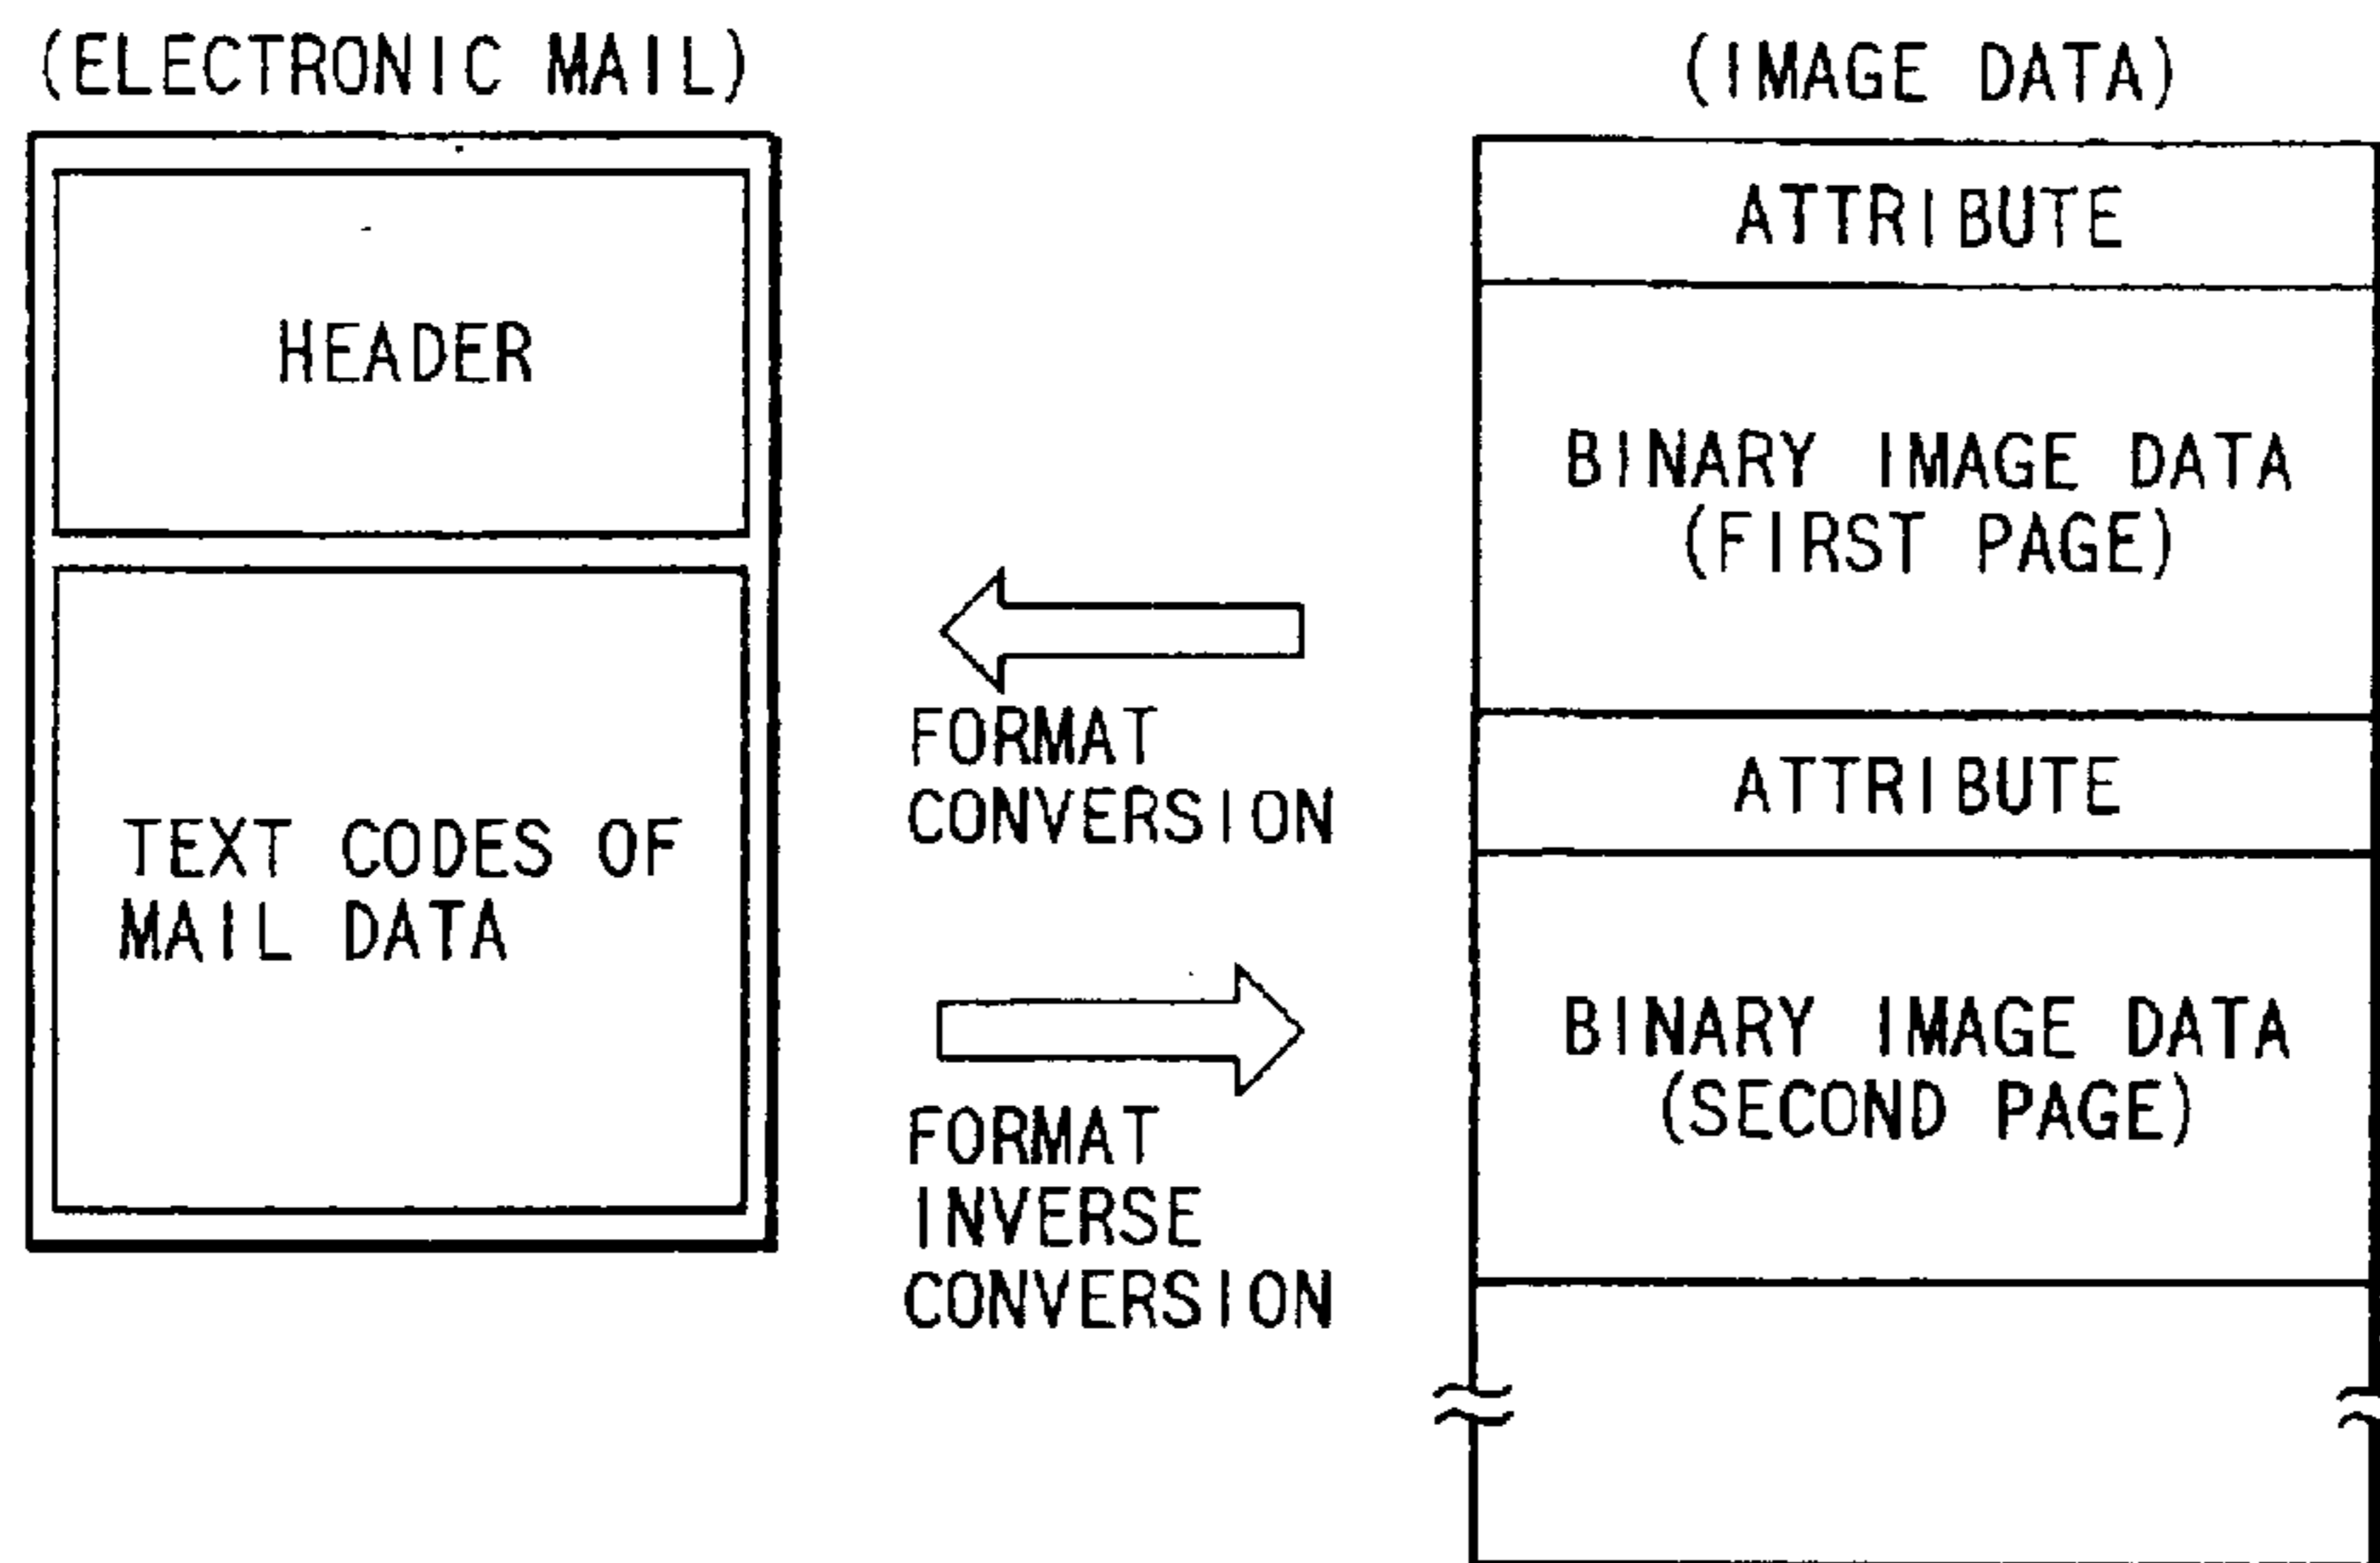 (ELECTRONIC MAIL)
HEADER
TEXT CODES OF
MAIL DATA
FORMAT
CONVERSION
FORMAT
INVERSE
CONVERSION
(IMAGE DATA)
ATTRIBUTE
BINARY IMAGE DATA
(FIRST PAGE)
ATTRIBUTE
BINARY IMAGE DATA
(SECOND PAGE)